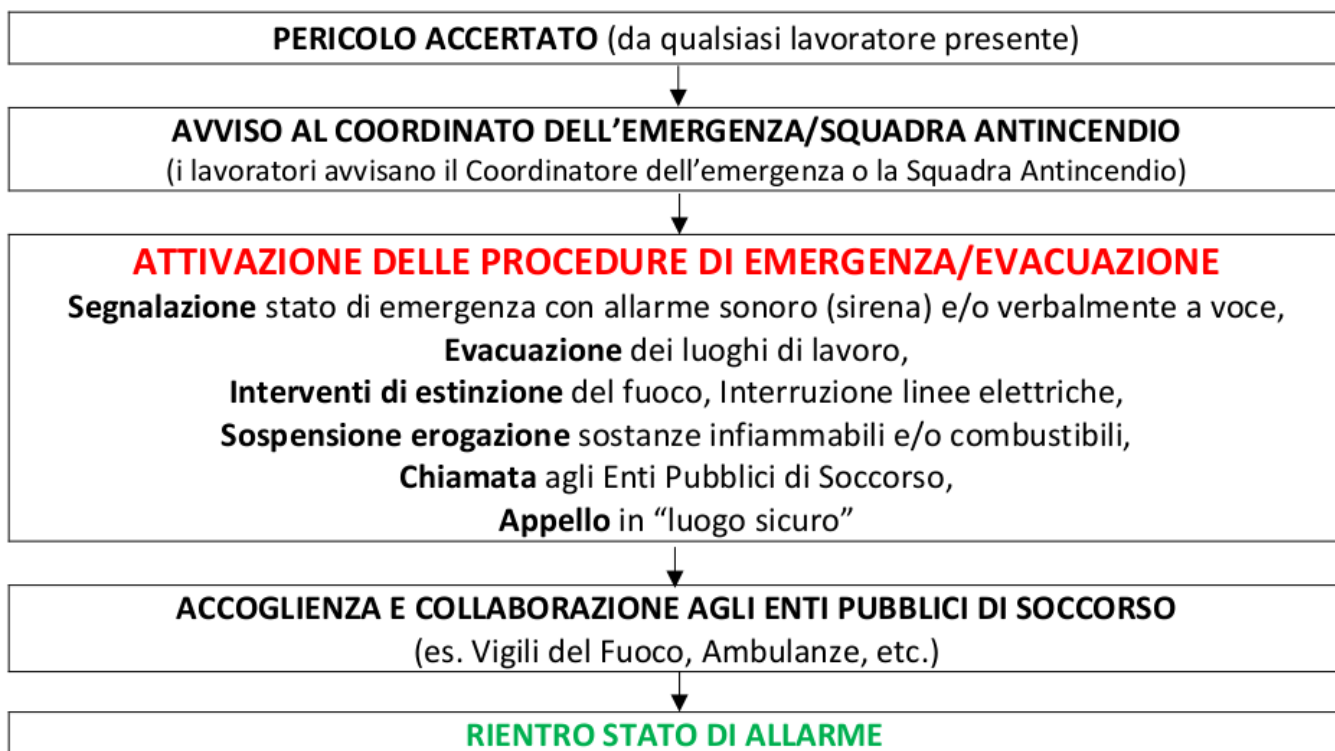 PERICOLO ACCERTATO (da qualsiasi lavoratore presente)
AVVISO AL COORDINATO DELL’EMERGENZA/SQUADRA ANTINCENDIO
(i lavoratori avvisano il Coordinatore dell’emergenza o la Squadra Antincendio)
ATTIVAZIONE DELLE PROCEDURE DI EMERGENZA/EVACUAZIONE
Segnalazione stato di emergenza con allarme sonoro (sirena) e/o verbalmente a voce,
Evacuazione dei luoghi di lavoro,
Interventi di estinzione del fuoco, Interruzione linee elettriche,
Sospensione erogazione sostanze infiammabili e/o combustibili,
Chiamata agli Enti Pubblici di Soccorso,
Appello in “luogo sicuro”
ACCOGLIENZA E COLLABORAZIONE AGLI ENTI PUBBLICI DI SOCCORSO
(es. Vigili del Fuoco, Ambulanze, etc.)
RIENTRO STATO DI ALLARME